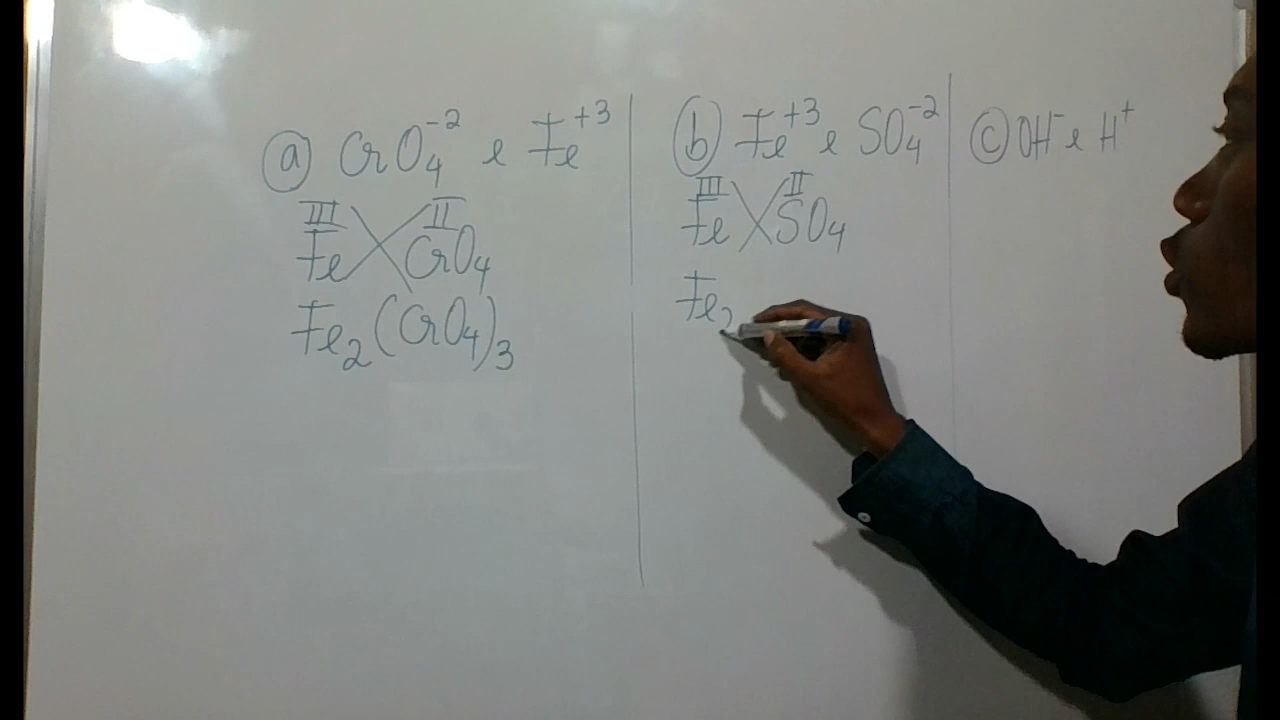 ⓐ CrO₄⁻² e Fe⁺³
III II
Fe CrO₄
Fe₂(CrO₄)₃
ⓑ Fe⁺³ e SO₄⁻²
III II
Fe SO₄
Fe₂
ⓒ OH⁻ e H⁺